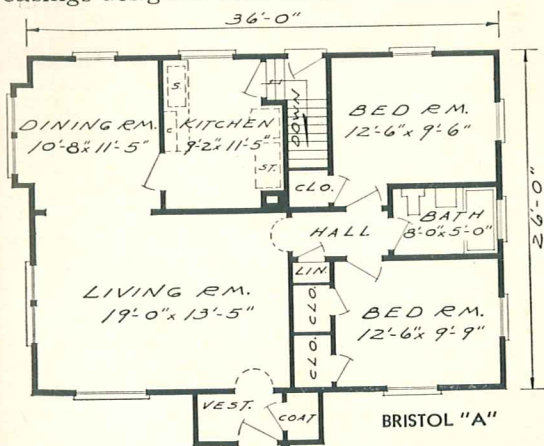 36'-0"
DINING RM.
10'-8" x 11'-5"
S.
C
KITCHEN
9'-2" x 11'-5"
ST.
DOWN
CLO.
BED RM.
12'-6" x 9'-6"
BATH
8'-0" x 5'-0"
26'-0"
HALL
LIN.
CLO.
CLO.
LIVING RM.
19'-0" x 13'-5"
BED RM.
12'-6" x 9'-9"
VEST.
COAT
BRISTOL "A"